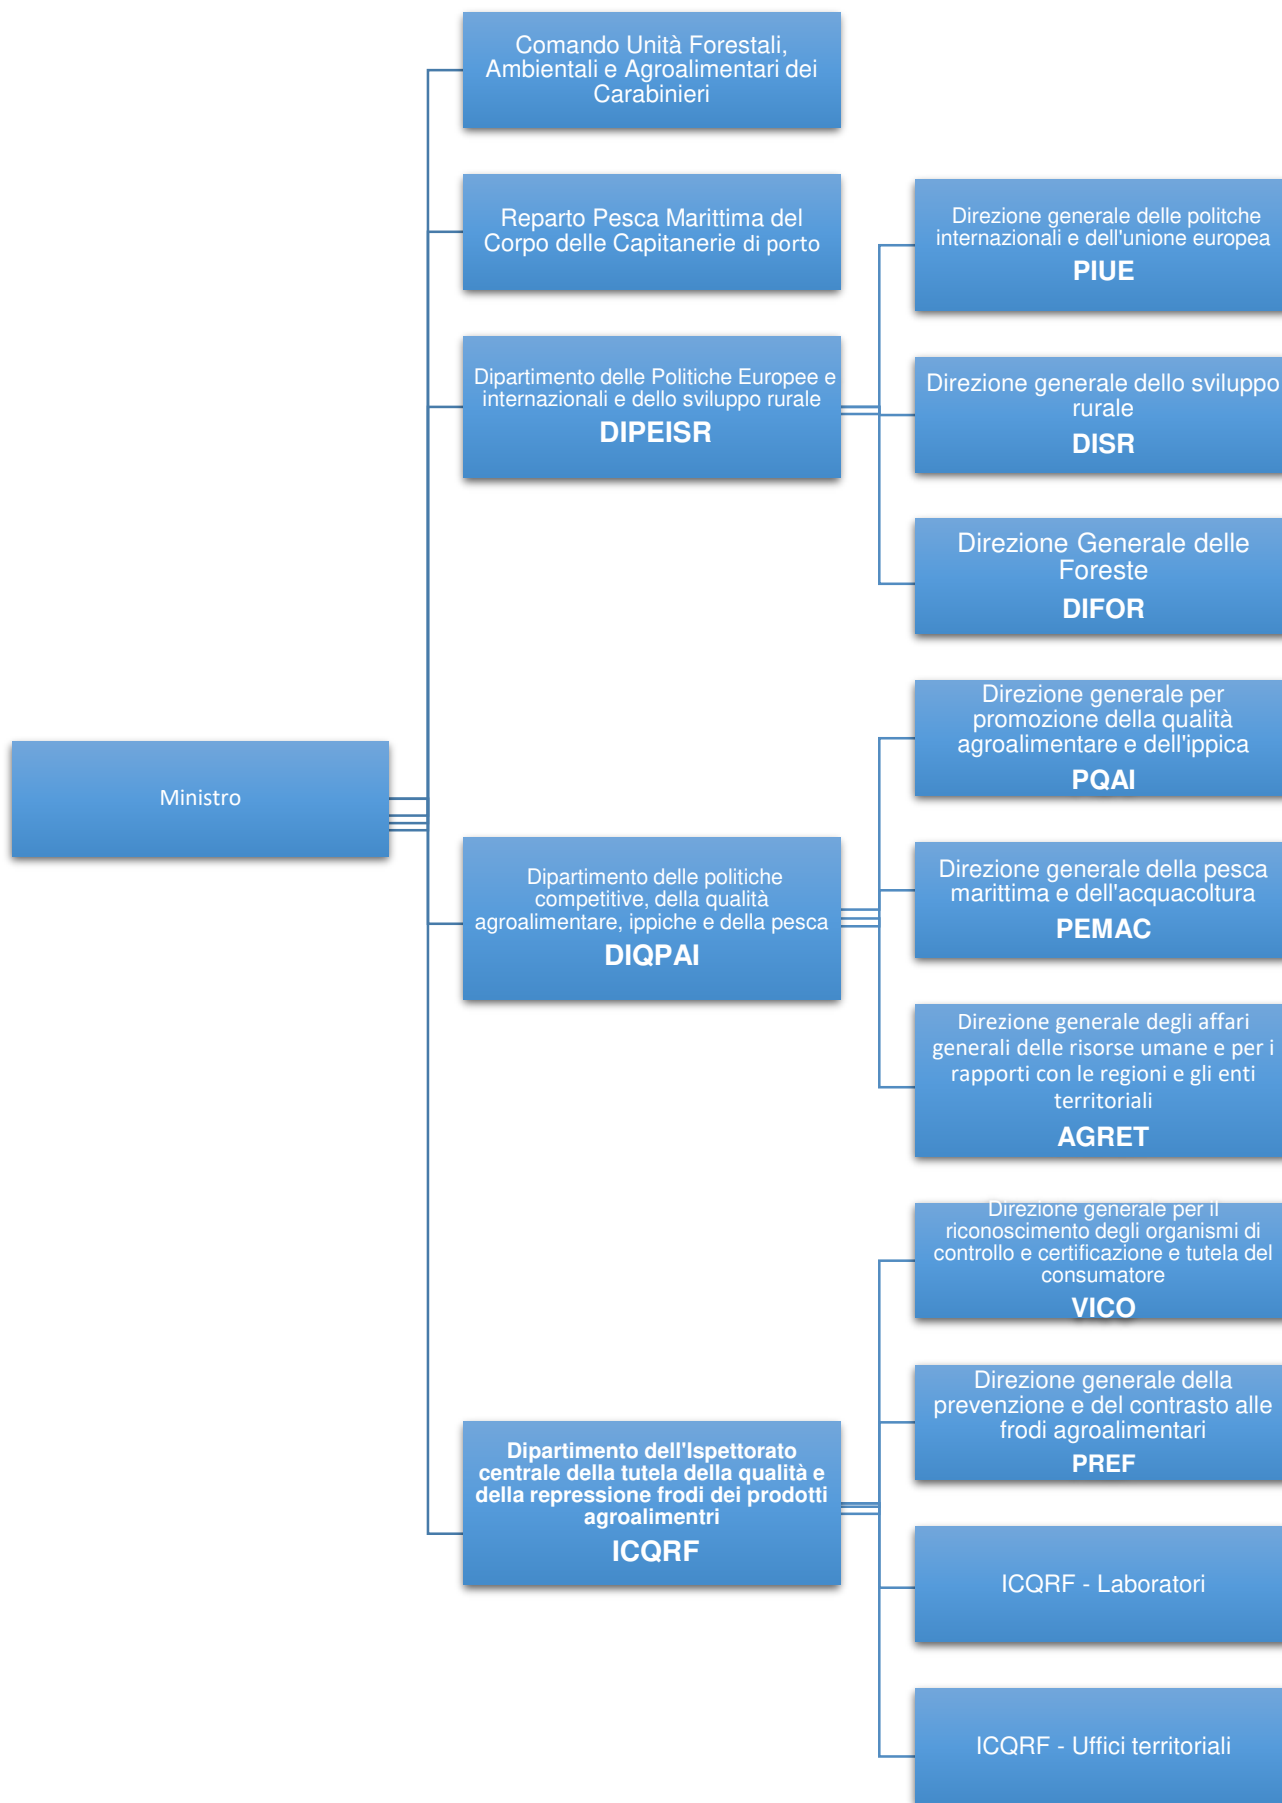 Ministro
Comando Unità Forestali,
Ambientali e Agroalimentari dei
Carabinieri
Reparto Pesca Marittima del
Corpo delle Capitanerie di porto
Dipartimento delle Politiche Europee e
internazionali e dello sviluppo rurale
DIPEISR
Direzione generale delle politche
internazionali e dell'unione europea
PIUE
Direzione generale dello sviluppo
rurale
DISR
Direzione Generale delle
Foreste
DIFOR
Dipartimento delle politiche
competitive, della qualità
agroalimentare, ippiche e della pesca
DIQPAI
Direzione generale per
promozione della qualità
agroalimentare e dell'ippica
PQAI
Direzione generale della pesca
marittima e dell'acquacoltura
PEMAC
Direzione generale degli affari
generali delle risorse umane e per i
rapporti con le regioni e gli enti
territoriali
AGRET
Dipartimento dell'Ispettorato
centrale della tutela della qualità e
della repressione frodi dei prodotti
agroalimentri
ICQRF
Direzione generale per il
riconoscimento degli organismi di
controllo e certificazione e tutela del
consumatore
VICO
Direzione generale della
prevenzione e del contrasto alle
frodi agroalimentari
PREF
ICQRF - Laboratori
ICQRF - Uffici territoriali